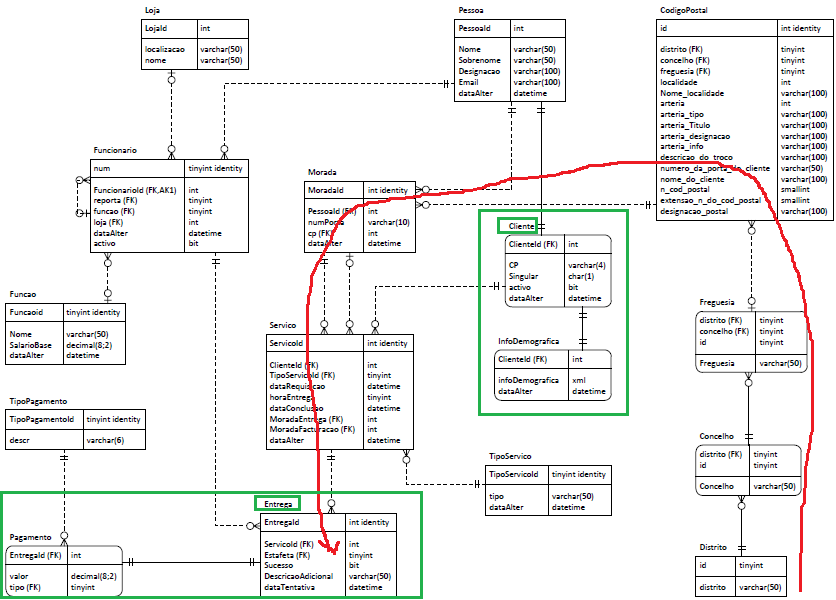 Loja
LojaId int
localizacao varchar(50)
nome varchar(50)
Pessoa
PessoaId int
Nome varchar(50)
Sobrenome varchar(50)
Designacao varchar(100)
Email varchar(100)
dataAlter datetime
CodigoPostal
id int identity
distrito (FK) tinyint
concelho (FK) tinyint
freguesia (FK) tinyint
localidade int
Nome_localidade varchar(100)
arteria int
arteria_tipo varchar(100)
arteria_Titulo varchar(100)
arteria_designacao varchar(100)
arteria_info varchar(100)
descricao_do_troco varchar(100)
numero_da_porta_do_cliente varchar(50)
nome_do_cliente varchar(100)
n_cod_postal smallint
extensao_n_do_cod_postal smallint
designacao_postal varchar(100)
Funcionario
num tinyint identity
FuncionarioId (FK,AK1) int
reporta (FK) tinyint
funcao (FK) tinyint
loja (FK) int
dataAlter datetime
activo bit
Morada
MoradaId int identity
PessoaId (FK) int
numPorta varchar(10)
cp (FK) int
dataAlter datetime
Cliente
ClienteId (FK) int
CP varchar(4)
Singular char(1)
activo bit
dataAlter datetime
InfoDemografica
ClienteId (FK) int
infoDemografica xml
dataAlter datetime
Funcao
Funcaoid tinyint identity
Nome varchar(50)
SalarioBase decimal(8;2)
dataAlter datetime
Freguesia
distrito (FK) tinyint
concelho (FK) tinyint
id tinyint
Freguesia varchar(50)
Servico
ServicoId int identity
ClienteId (FK) int
TipoServicoId (FK) tinyint
dataRequisicao datetime
horaEntrega tinyint
dataConclusao datetime
MoradaEntrega (FK) int
MoradaFacturacao (FK) int
dataAlter datetime
TipoPagamento
TipoPagamentoId tinyint identity
descr varchar(6)
Concelho
distrito (FK) tinyint
id tinyint
Concelho varchar(50)
TipoServico
TipoServicoId tinyint identity
tipo varchar(50)
dataAlter datetime
Entrega
EntregaId int identity
ServicoId (FK) int
Estafeta (FK) tinyint
Sucesso bit
DescricaoAdicional varchar(50)
dataTentativa datetime
Pagamento
EntregaId (FK) int
valor decimal(8;2)
tipo (FK) tinyint
Distrito
id tinyint
distrito varchar(50)